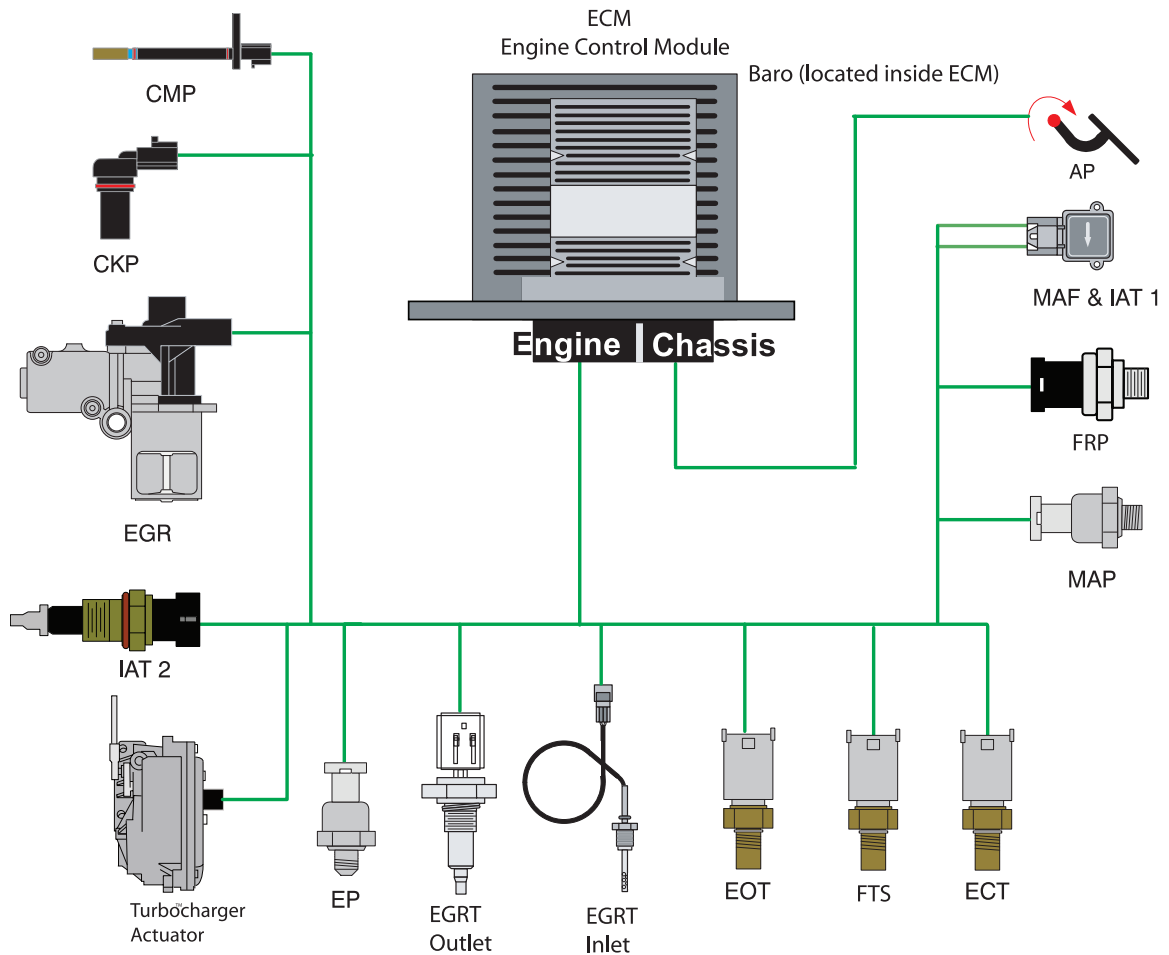 ECM
Engine Control Module
Baro (located inside ECM)
CMP
AP
CKP
MAF & IAT 1
Engine Chassis
FRP
EGR
MAP
IAT 2
EP
EGRT
Outlet
EGRT
Inlet
EOT
FTS
ECT
Turbocharger
™
Actuator